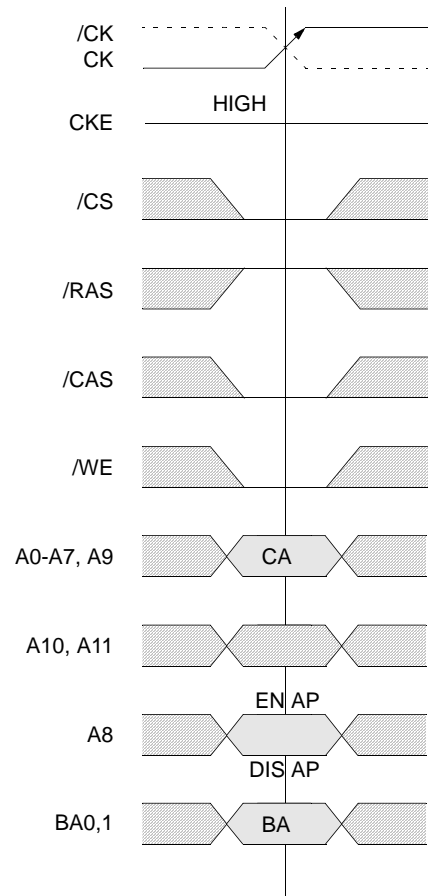 /CK
CK
HIGH
CKE
/CS
/RAS
/CAS
/WE
A0-A7, A9 CA
A10, A11
EN AP
A8
DIS AP
BA0,1 BA